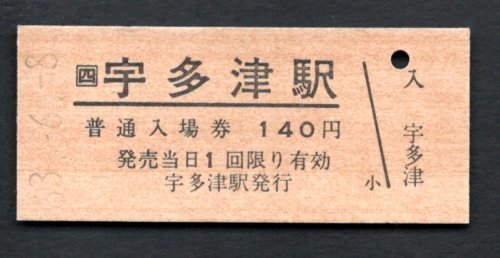 四 宇多津駅
普通入場券 140円
発売当日1回限り有効
宇多津駅発行
小
入 宇多津
63.-6.-8